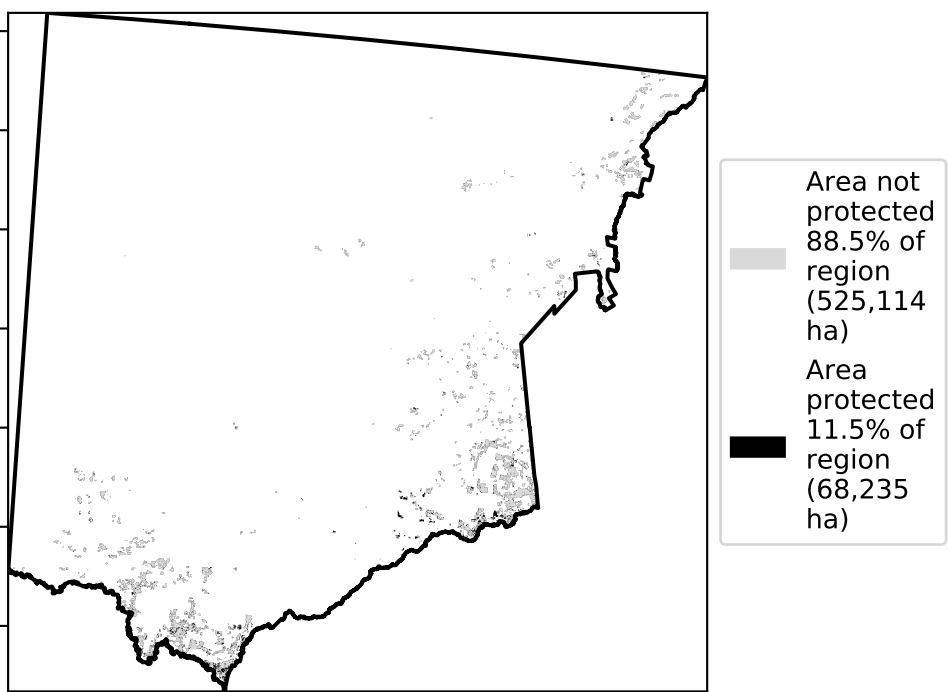 Area not
protected
88.5% of
region
(525,114
ha)
Area
protected
11.5% of
region
(68,235
ha)